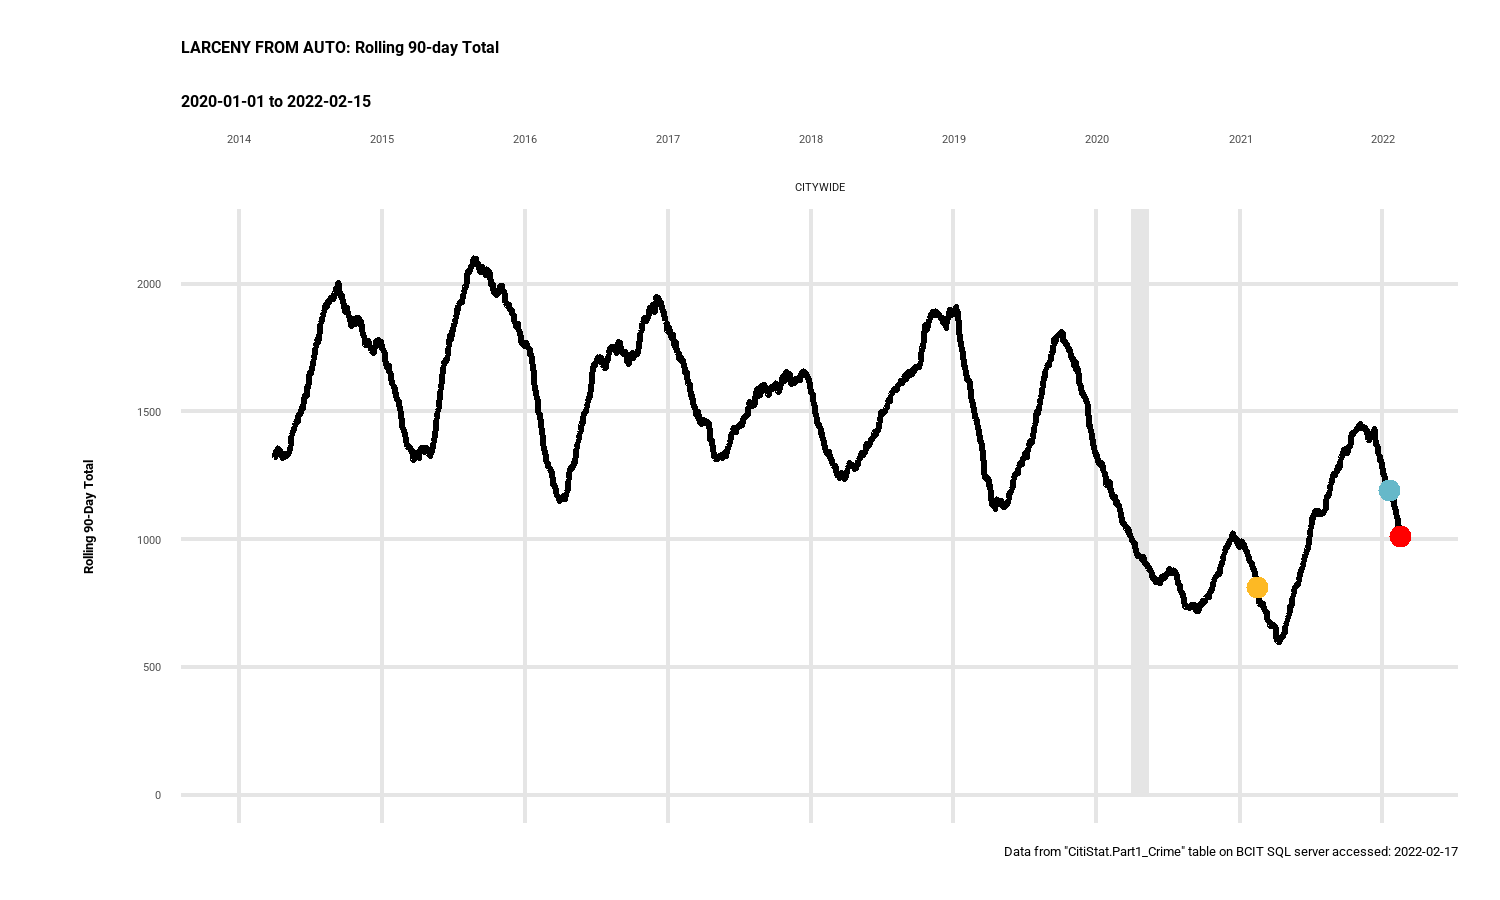 LARCENY FROM AUTO: Rolling 90-day Total
2020-01-01 to 2022-02-15
2014 2015 2016 2017 2018 2019 2020 2021 2022
CITYWIDE
2000
1500
1000
500
0
Rolling 90-Day Total
Data from "CitiStat.Part1_Crime" table on BCIT SQL server accessed: 2022-02-17